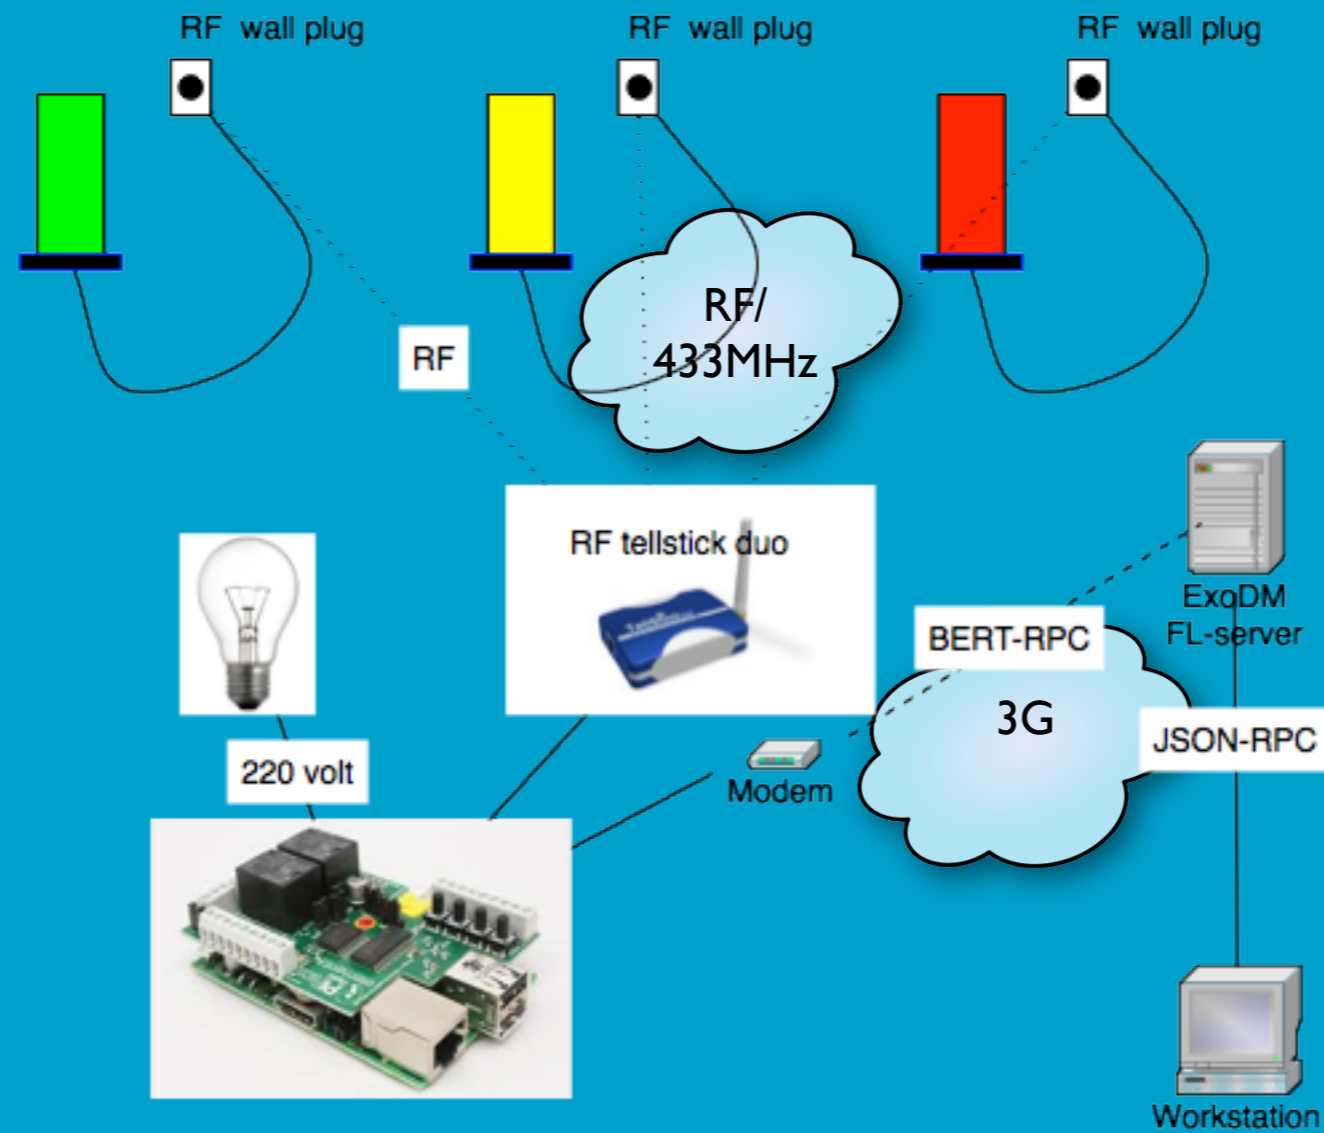 RF wall plug
RF wall plug
RF wall plug
RF/
433MHz
RF
RF tellstick duo
ExoDM
FL-server
BERT-RPC
3G
JSON-RPC
220 volt
Modem
Workstation